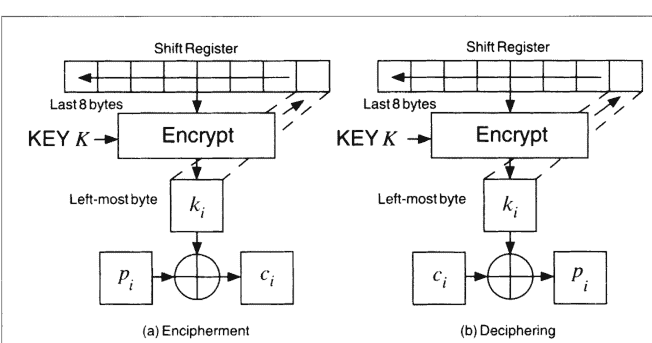 Shift Register
Last 8 bytes
KEY K
Encrypt
Left-most byte
k_i
p_i
c_i
(a) Encipherment
Shift Register
Last 8 bytes
KEY K
Encrypt
Left-most byte
k_i
c_i
p_i
(b) Deciphering